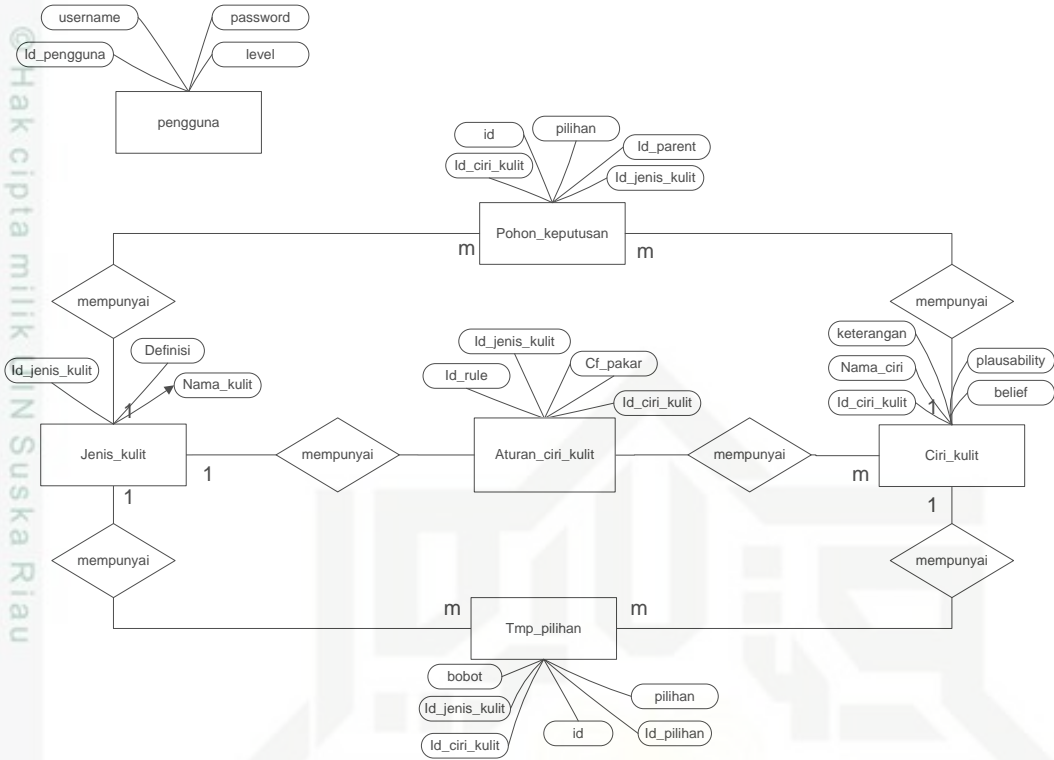 username
password
Id_pengguna
level
pengguna
id
pilihan
Id_parent
Id_ciri_kulit
Id_jenis_kulit
Pohon_keputusan
m
m
mempunyai
mempunyai
Definisi
Id_jenis_kulit
Nama_kulit
1
Jenis_kulit
1
1
mempunyai
Id_jenis_kulit
Cf_pakar
Id_rule
Id_ciri_kulit
Aturan_ciri_kulit
mempunyai
m
keterangan
plausability
Nama_ciri
belief
Id_ciri_kulit
1
Ciri_kulit
1
mempunyai
mempunyai
m
m
Tmp_pilihan
bobot
pilihan
Id_jenis_kulit
id
Id_pilihan
Id_ciri_kulit
© Hak cipta milik UIN Suska Riau